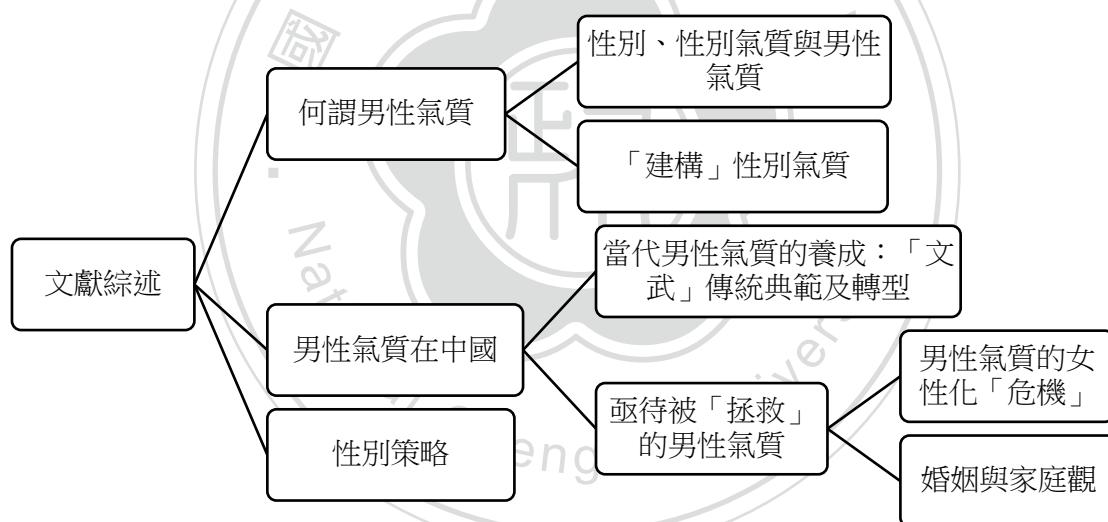 文獻綜述
何謂男性氣質
性別、性別氣質與男性
氣質
「建構」性別氣質
男性氣質在中國
當代男性氣質的養成：「文
武」傳統典範及轉型
亟待被「拯救」
的男性氣質
男性氣質的女
性化「危機」
婚姻與家庭觀
性別策略